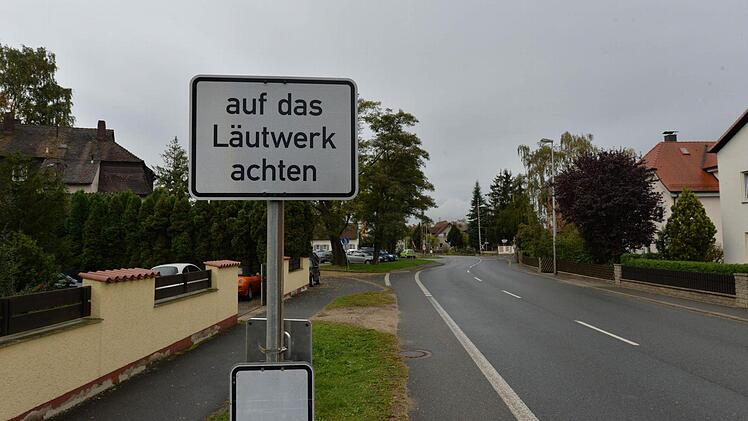 auf das
Läutwerk
achten